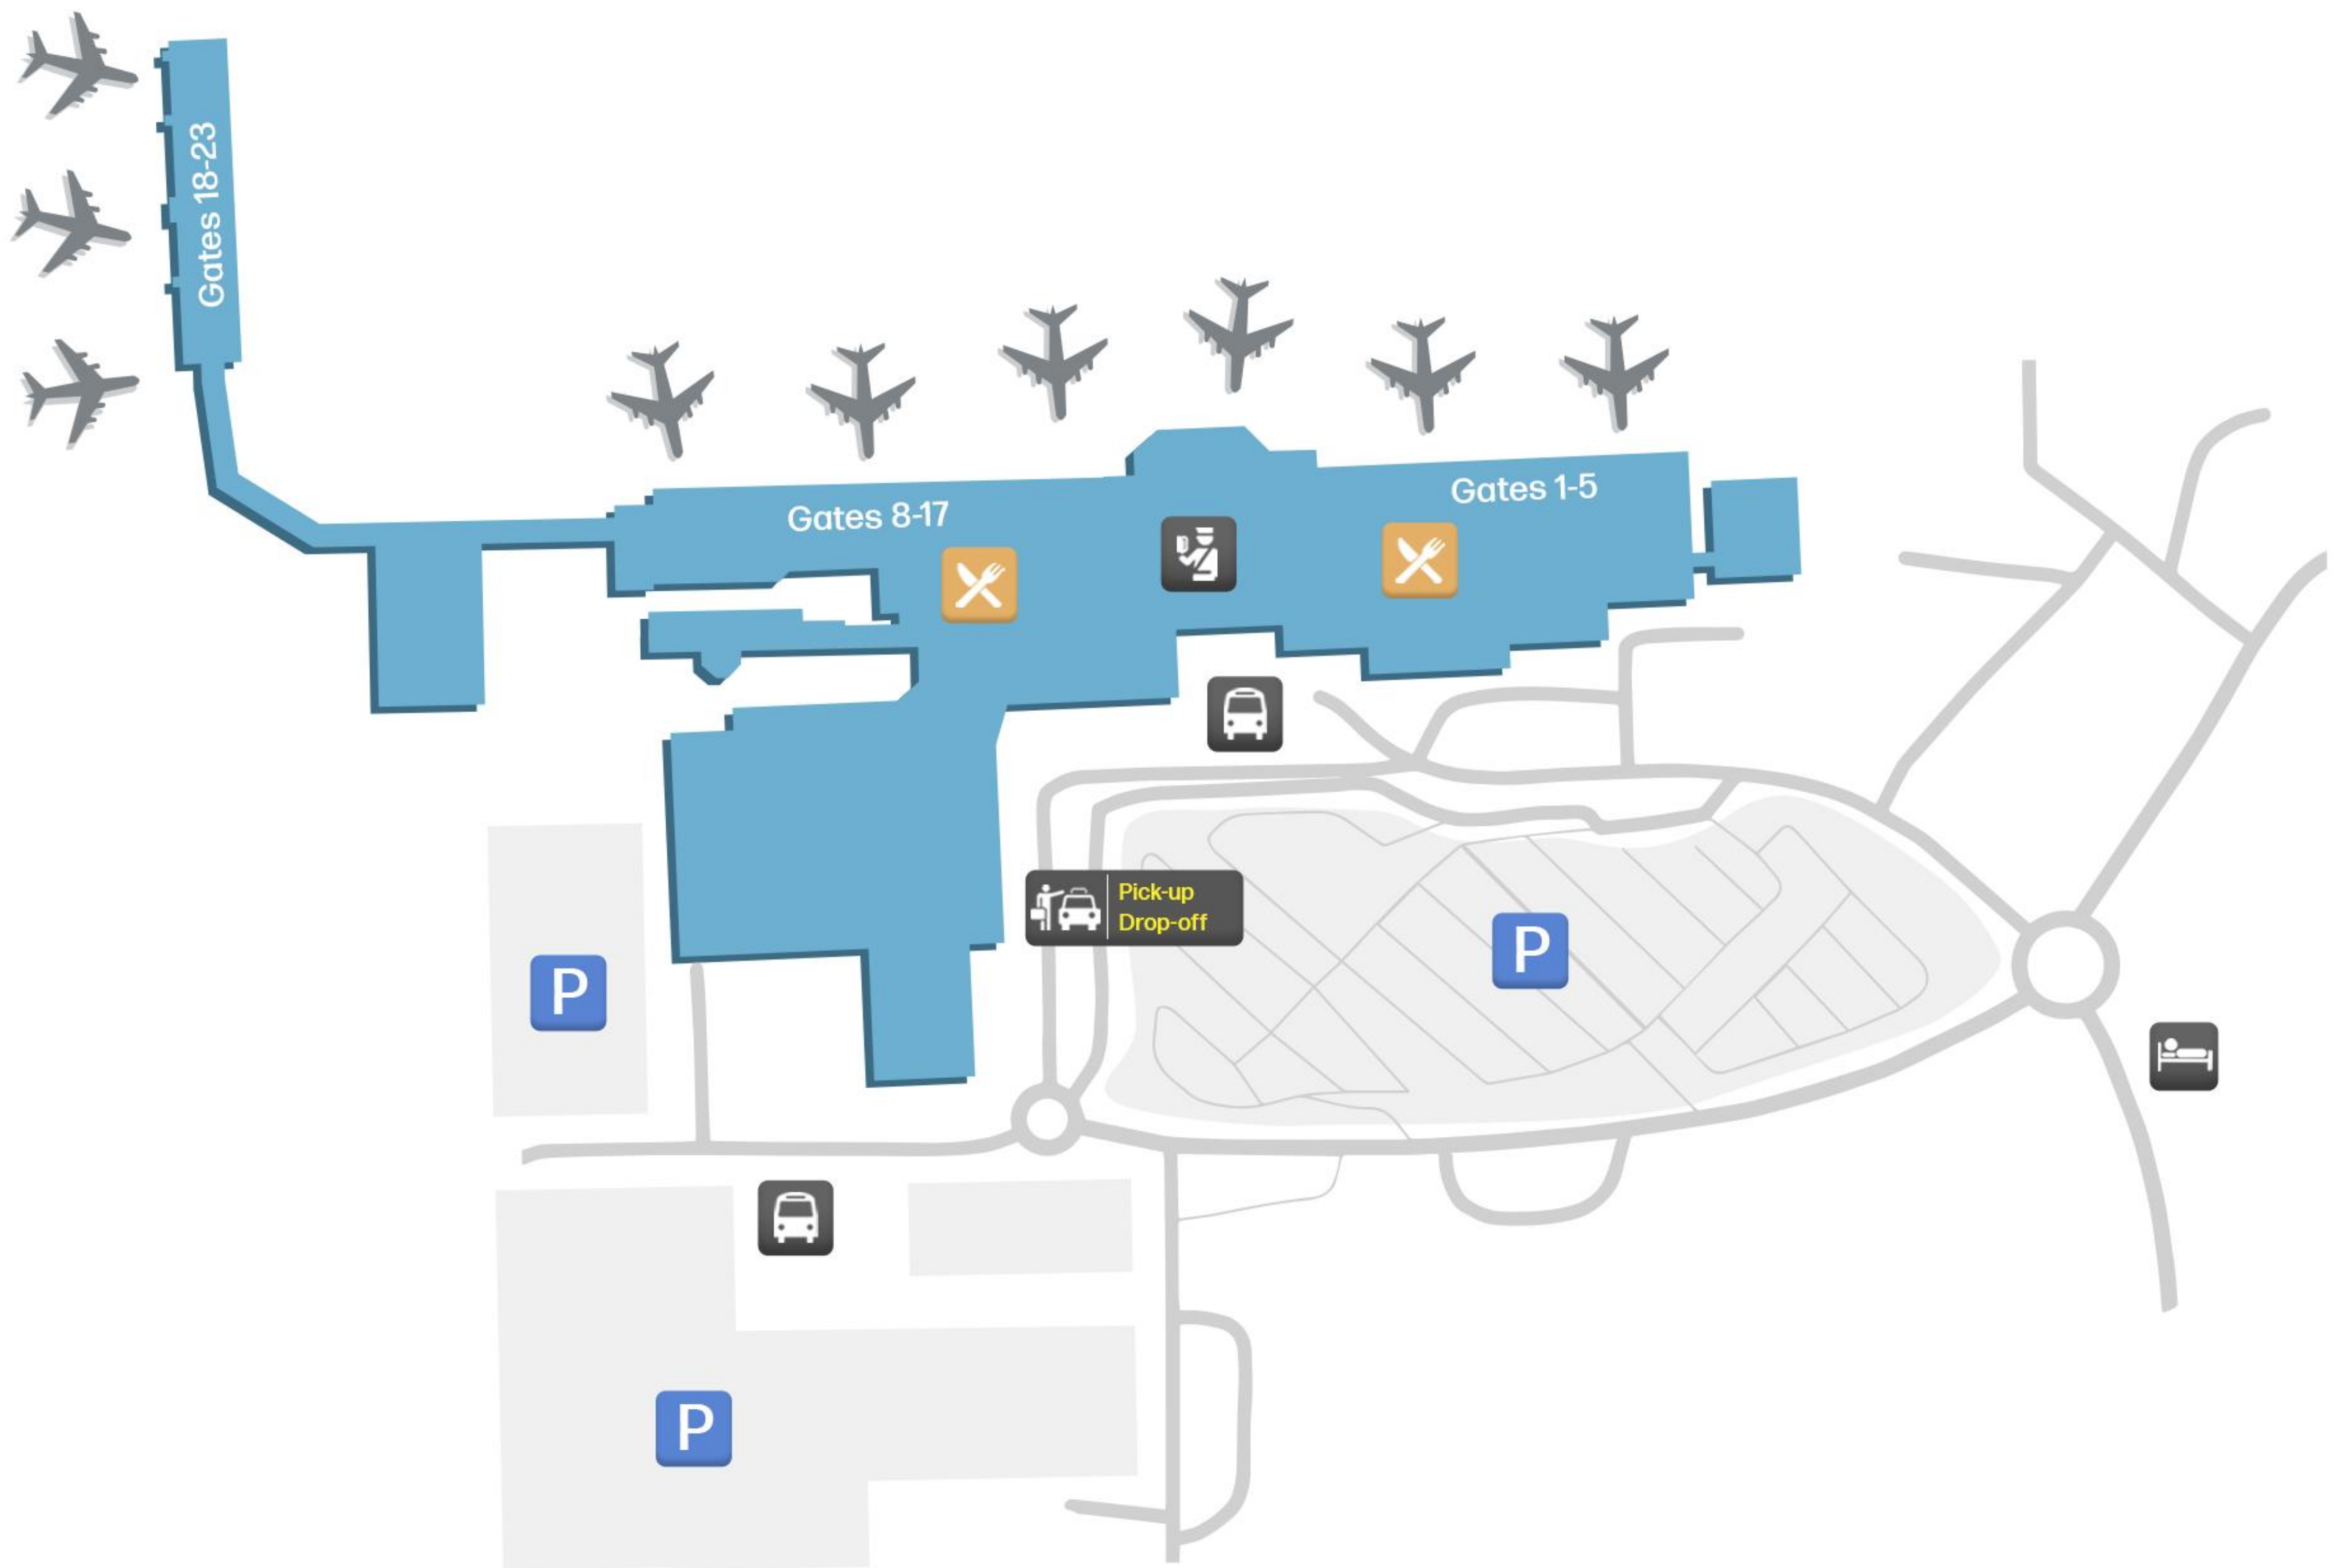 Gates 18-23
Gates 8-17
Gates 1-5
Pick-up
Drop-off
P
P
P